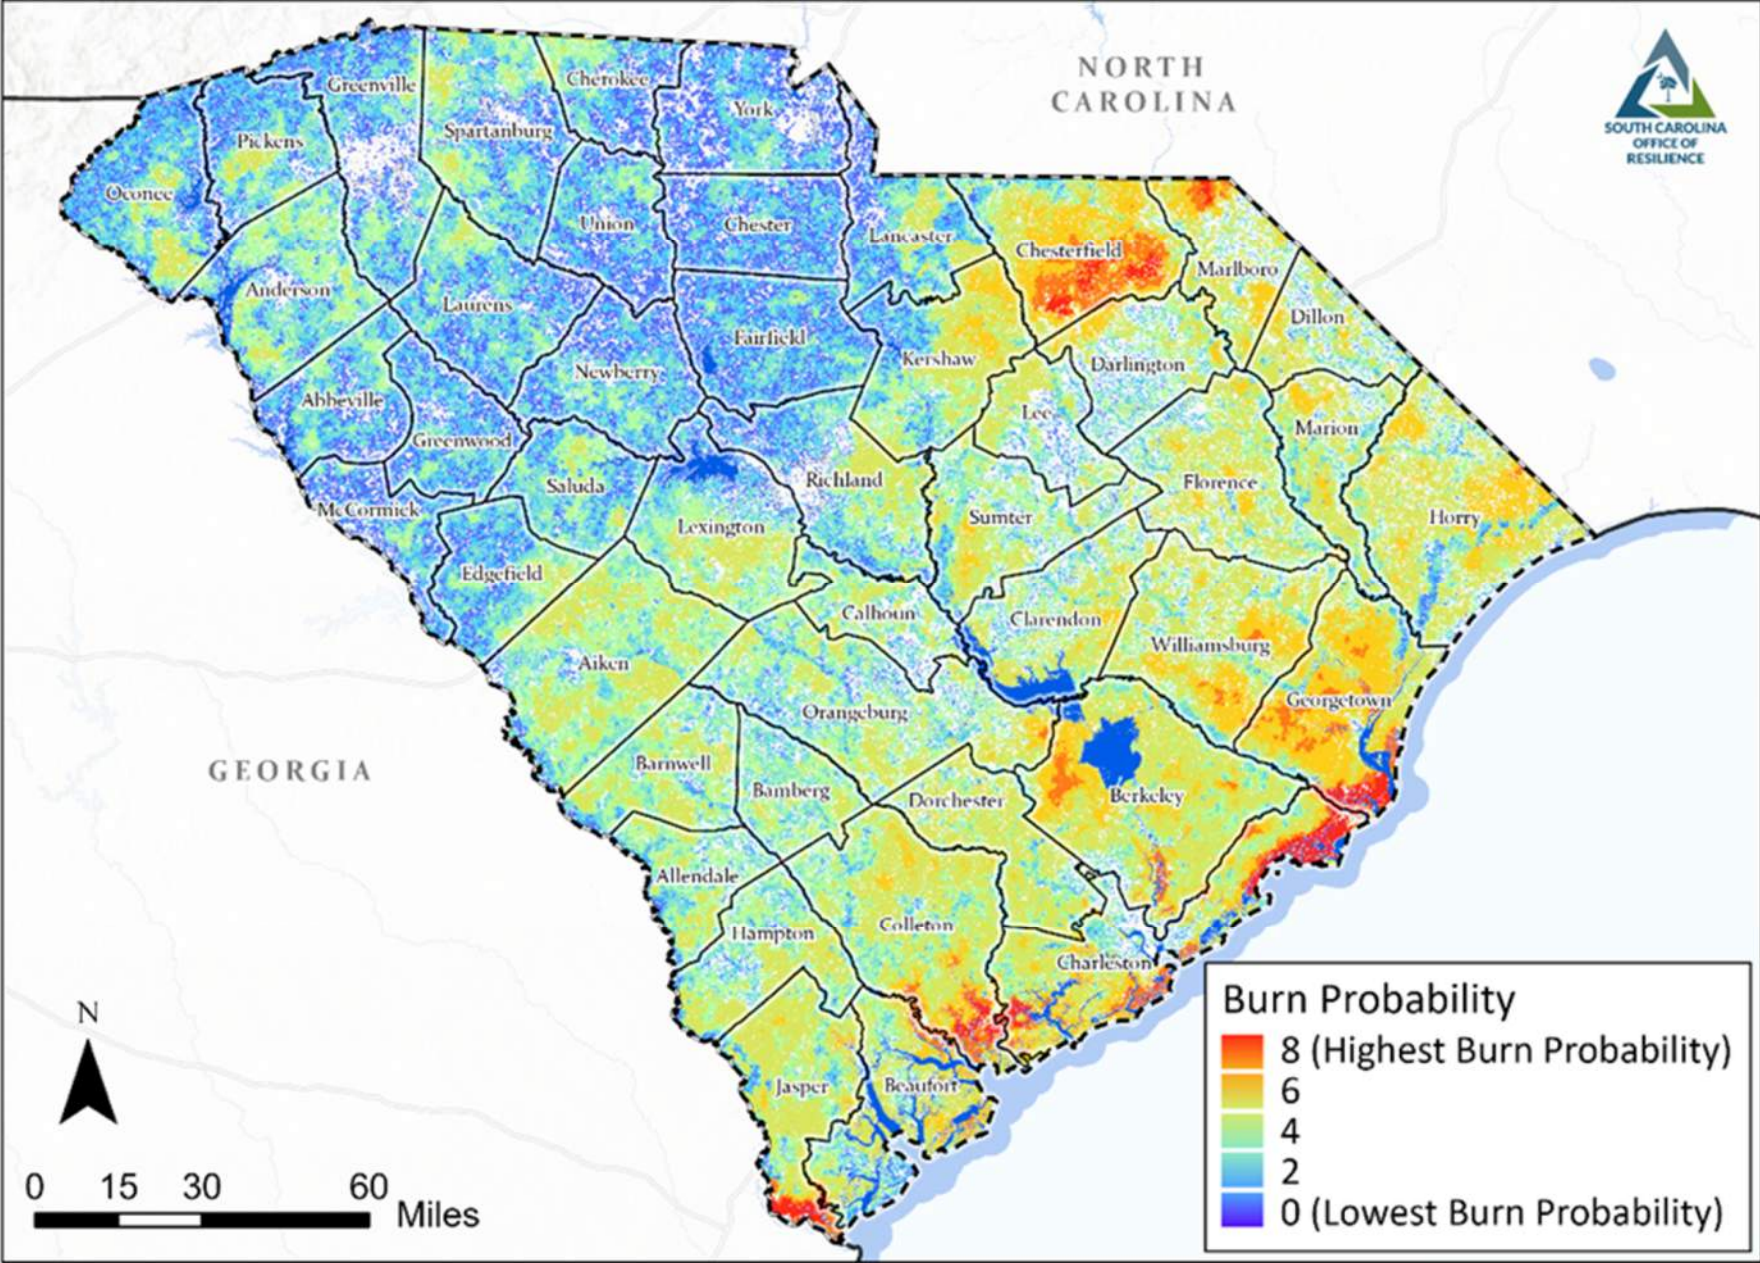 NORTH
CAROLINA
SOUTH CAROLINA
OFFICE OF
RESILIENCE
Greenville
Cherokee
York
Spartanburg
Pickens
Oconee
Union
Chester
Lancaster
Chesterfield
Marlboro
Anderson
Laurens
Dillon
Fairfield
Kershaw
Darlington
Newberry
Abbeville
Lee
Marion
Greenwood
Richland
Florence
Saluda
McCormick
Lexington
Sumter
Horry
Edgefield
Calhoun
Clarendon
Williamsburg
Aiken
Georgetown
Orangeburg
GEORGIA
Barnwell
Bamberg
Dorchester
Berkeley
Allendale
Colleton
Hampton
Charleston
Jasper
Beaufort
N
0 15 30 60
Miles
Burn Probability
8 (Highest Burn Probability)
6
4
2
0 (Lowest Burn Probability)